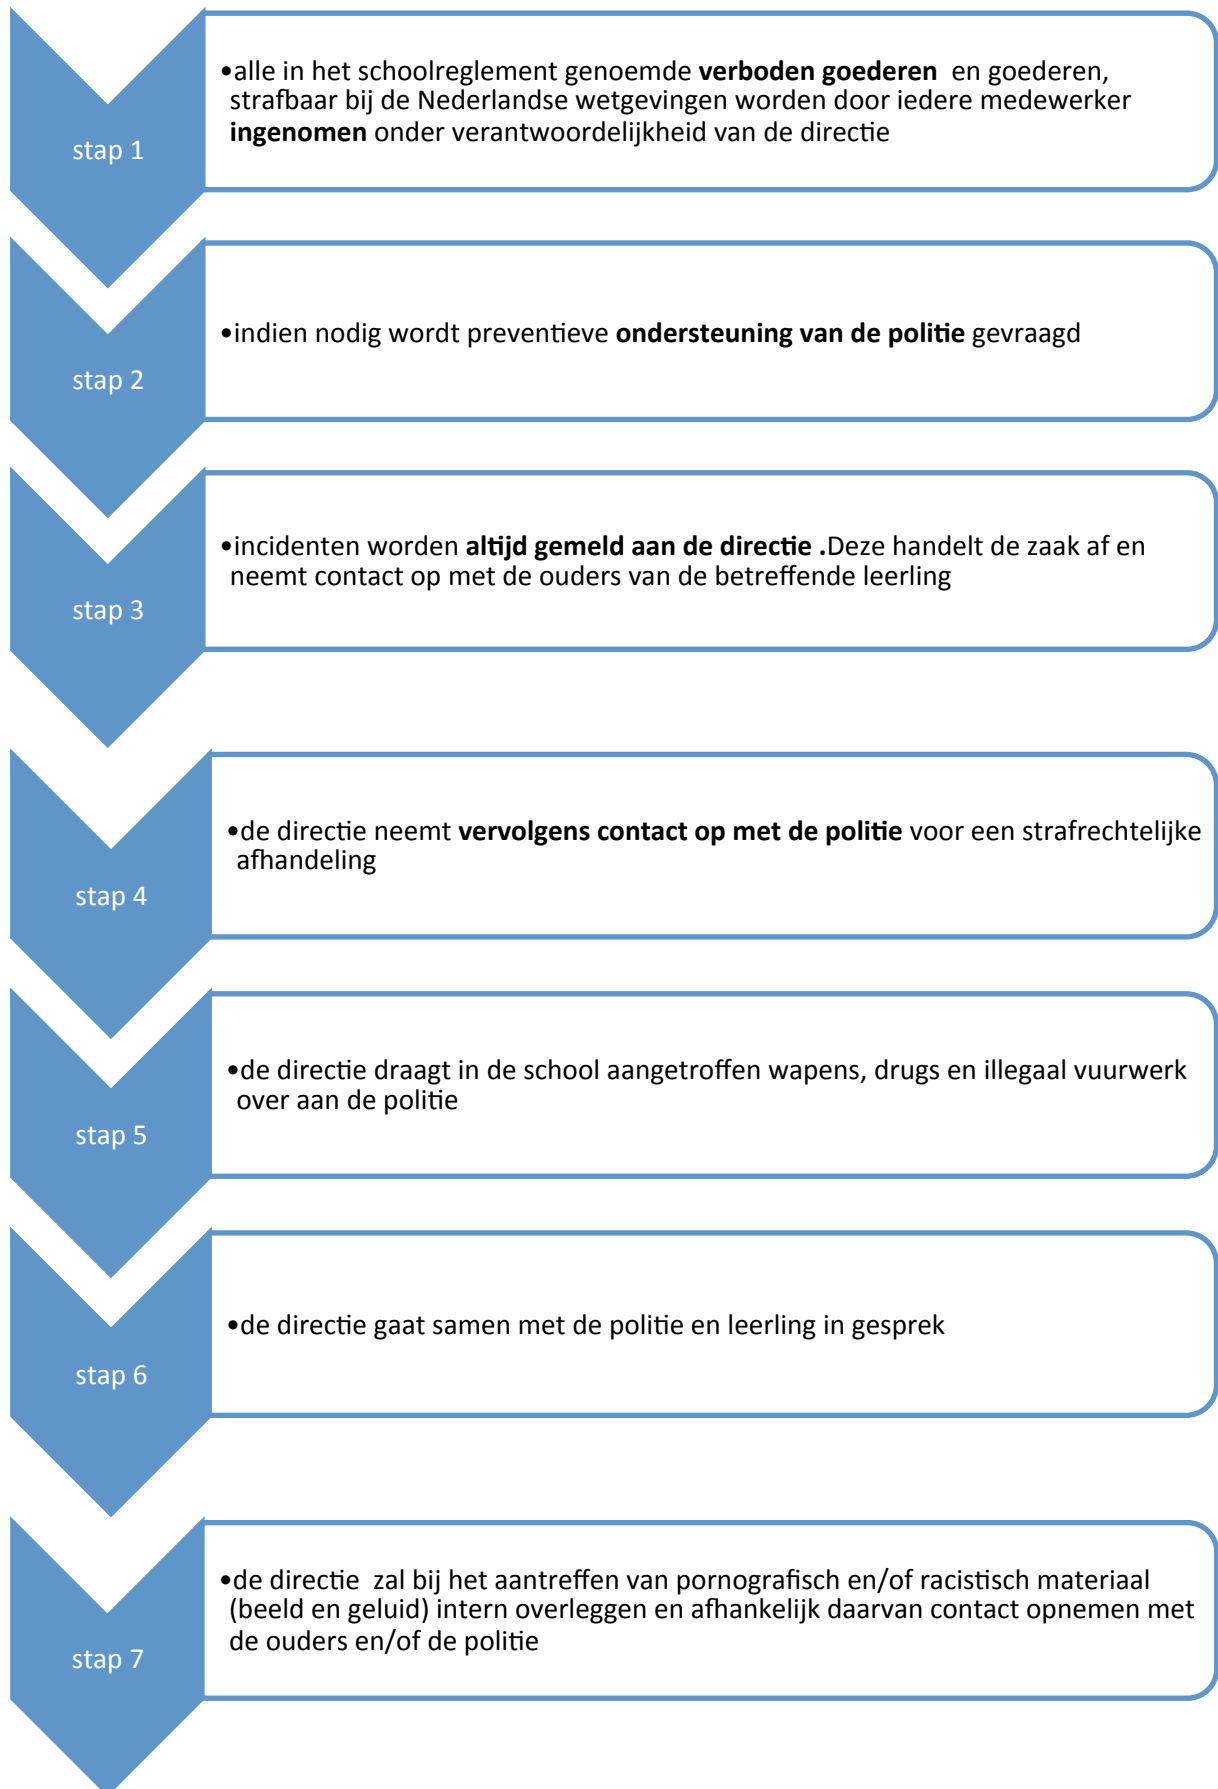 •alle in het schoolreglement genoemde verboden goederen  en goederen,
strafbaar bij de Nederlandse wetgevingen worden door iedere medewerker
ingenomen onder verantwoordelijkheid van de directie
stap 1
•indien nodig wordt preventieve ondersteuning van de politie gevraagd
stap 2
•incidenten worden altijd gemeld aan de directie .Deze handelt de zaak af en
neemt contact op met de ouders van de betreffende leerling
stap 3
•de directie neemt vervolgens contact op met de politie voor een strafrechtelijke
afhandeling
stap 4
•de directie draagt in de school aangetroffen wapens, drugs en illegaal vuurwerk
over aan de politie
stap 5
•de directie gaat samen met de politie en leerling in gesprek
stap 6
•de directie  zal bij het aantreffen van pornografisch en/of racistisch materiaal
(beeld en geluid) intern overleggen en afhankelijk daarvan contact opnemen met
de ouders en/of de politie
stap 7